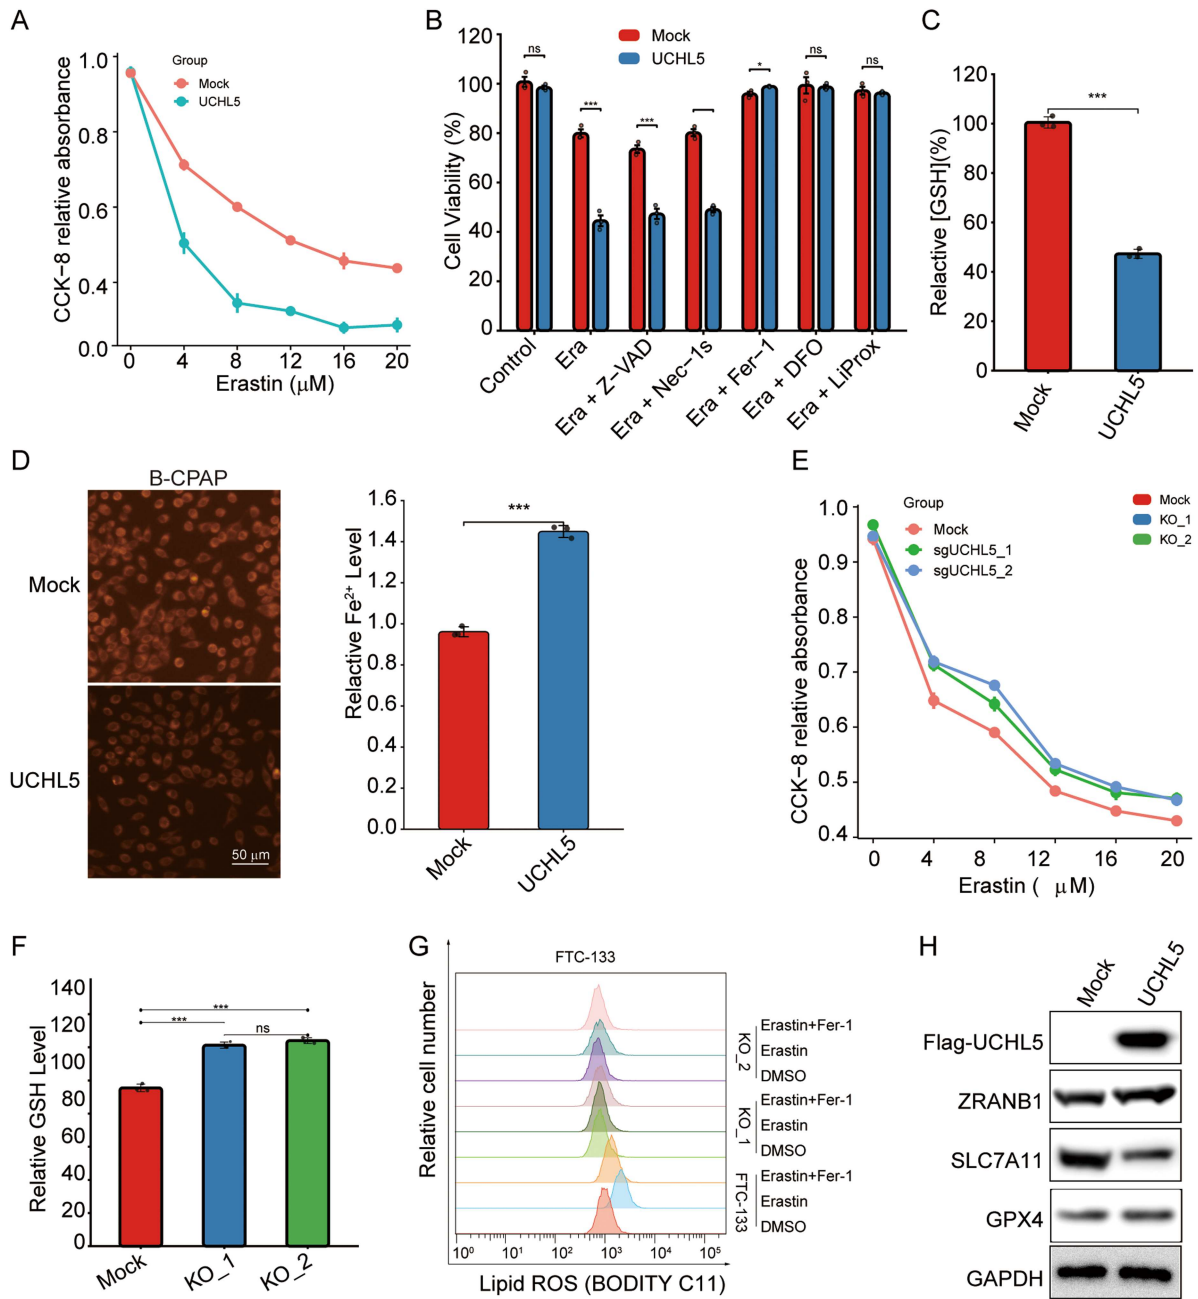 A
1.0
0.8
0.6
0.4
0.0
CCK−8 relative absorbance
Group
Mock
UCHL5
0 4 8 12 16 20
Erastin (μM)
B
Mock
UCHL5
120
100
80
60
40
20
0
Cell Viability (%)
ns
***
***
*
ns
ns
Control
Era
Era + Z−VAD
Era + Nec−1s
Era + Fer−1
Era + DFO
Era + LiProx
C
120
100
80
60
40
20
0
Relactive [GSH](%)
***
Mock
UCHL5
D
B-CPAP
Mock
UCHL5
50 μm
1.6
1.4
1.2
1.0
0.8
0.6
0.4
0.2
0.0
Relactive Fe2+ Level
***
Mock
UCHL5
E
1.0
0.9
0.8
0.7
0.6
0.5
0.4
CCK−8 relative absorbance
Group
Mock
sgUCHL5_1
sgUCHL5_2
Mock
KO_1
KO_2
0 4 8 12 16 20
Erastin ( μM)
F
140
120
100
80
60
40
20
0
Relative GSH Level
***
***
ns
Mock
KO_1
KO_2
G
FTC-133
Relative cell number
Erastin+Fer-1
Erastin
DMSO
KO_2
Erastin+Fer-1
Erastin
DMSO
KO_1
Erastin+Fer-1
Erastin
DMSO
FTC-133
10⁰ 10¹ 10² 10³ 10⁴ 10⁵
Lipid ROS (BODITY C11)
H
Mock UCHL5
Flag-UCHL5
ZRANB1
SLC7A11
GPX4
GAPDH